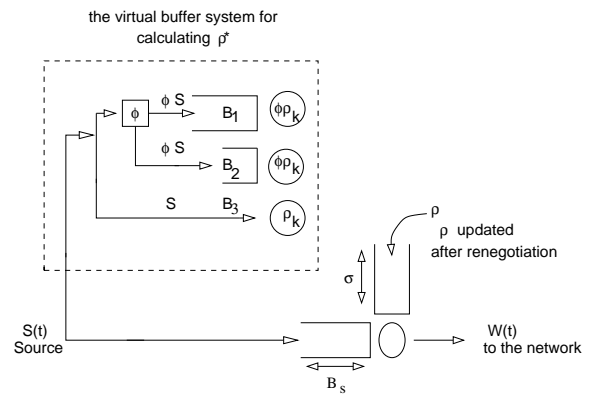 the virtual buffer system for
calculating ρ*
ϕ S
B1
ϕρk
ϕ
ϕ S
B2
ϕρk
S
B3
ρk
ρ
ρ updated
after renegotiation
σ
S(t)
Source
W(t)
to the network
Bs